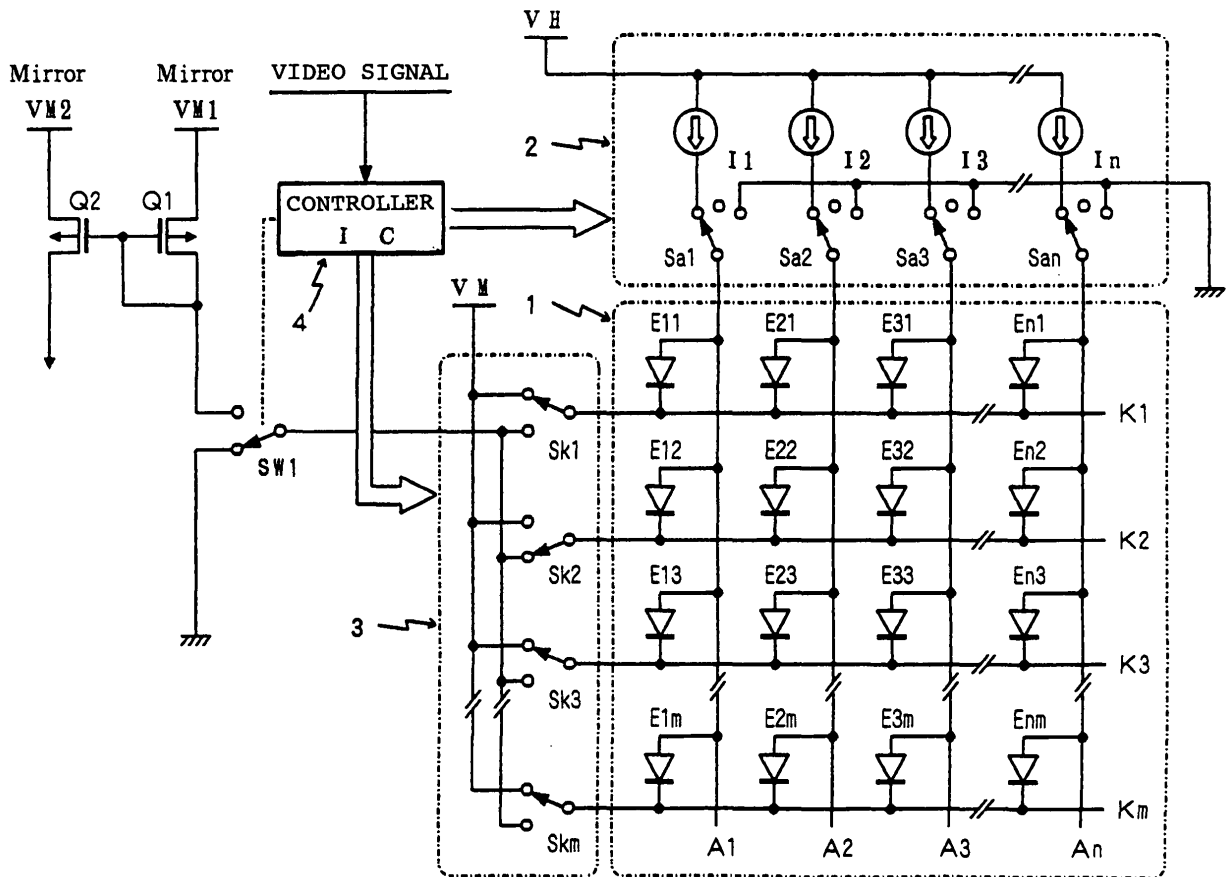 VH
Mirror Mirror
VM2 VM1
VIDEO SIGNAL
2
I1 I2 I3 In
Q2 Q1
CONTROLLER
I C
Sa1 Sa2 Sa3 San
4
VM
1
E11 E21 E31 En1
K1
SW1
Sk1
E12 E22 E32 En2
K2
Sk2
E13 E23 E33 En3
3
K3
Sk3
E1m E2m E3m Enm
Km
Skm
A1 A2 A3 An